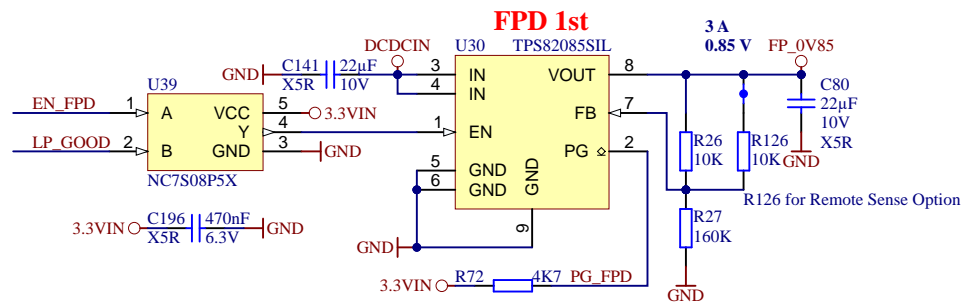 FPD 1st
3 A
0.85 V
DCDCIN
U30
TPS82085SIL
FP_0V85
GND
C141
22µF
X5R
10V
3
IN
4
IN
VOUT
8
C80
22µF
10V
X5R
GND
U39
EN_FPD
1
A
VCC
5
3.3VIN
Y
4
1
EN
FB
7
LP_GOOD
2
B
GND
3
GND
NC7S08P5X
PG
2
R26
10K
R126
10K
5
GND
6
GND
GND
9
R126 for Remote Sense Option
3.3VIN
C196
470nF
X5R
6.3V
GND
GND
R27
160K
GND
3.3VIN
R72
4K7
PG_FPD